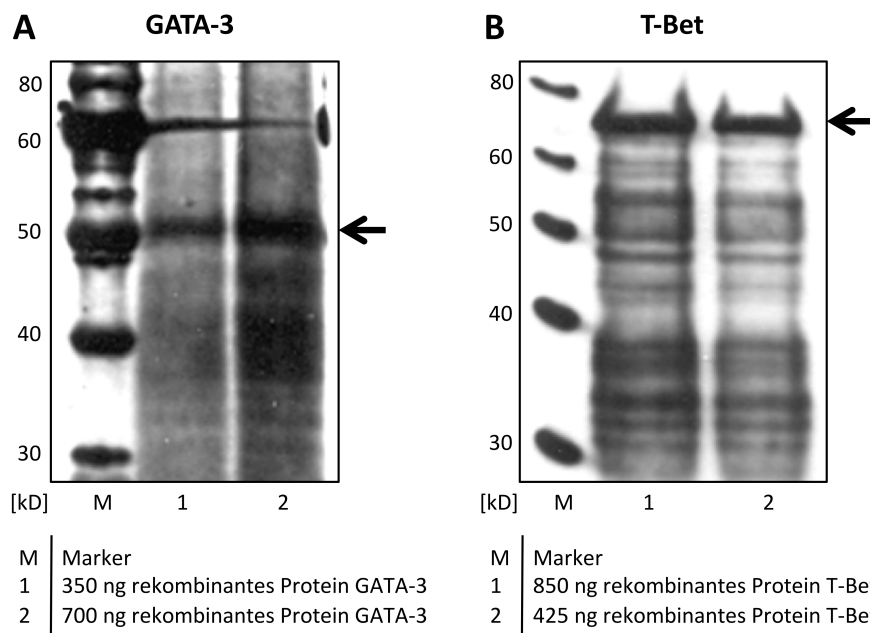 A GATA-3
80
60
50
40
30
[kD] M 1 2
M Marker
1 350 ng rekombinantes Protein GATA-3
2 700 ng rekombinantes Protein GATA-3
B T-Bet
80
60
50
40
30
[kD] M 1 2
M Marker
1 850 ng rekombinantes Protein T-Be
2 425 ng rekombinantes Protein T-Be